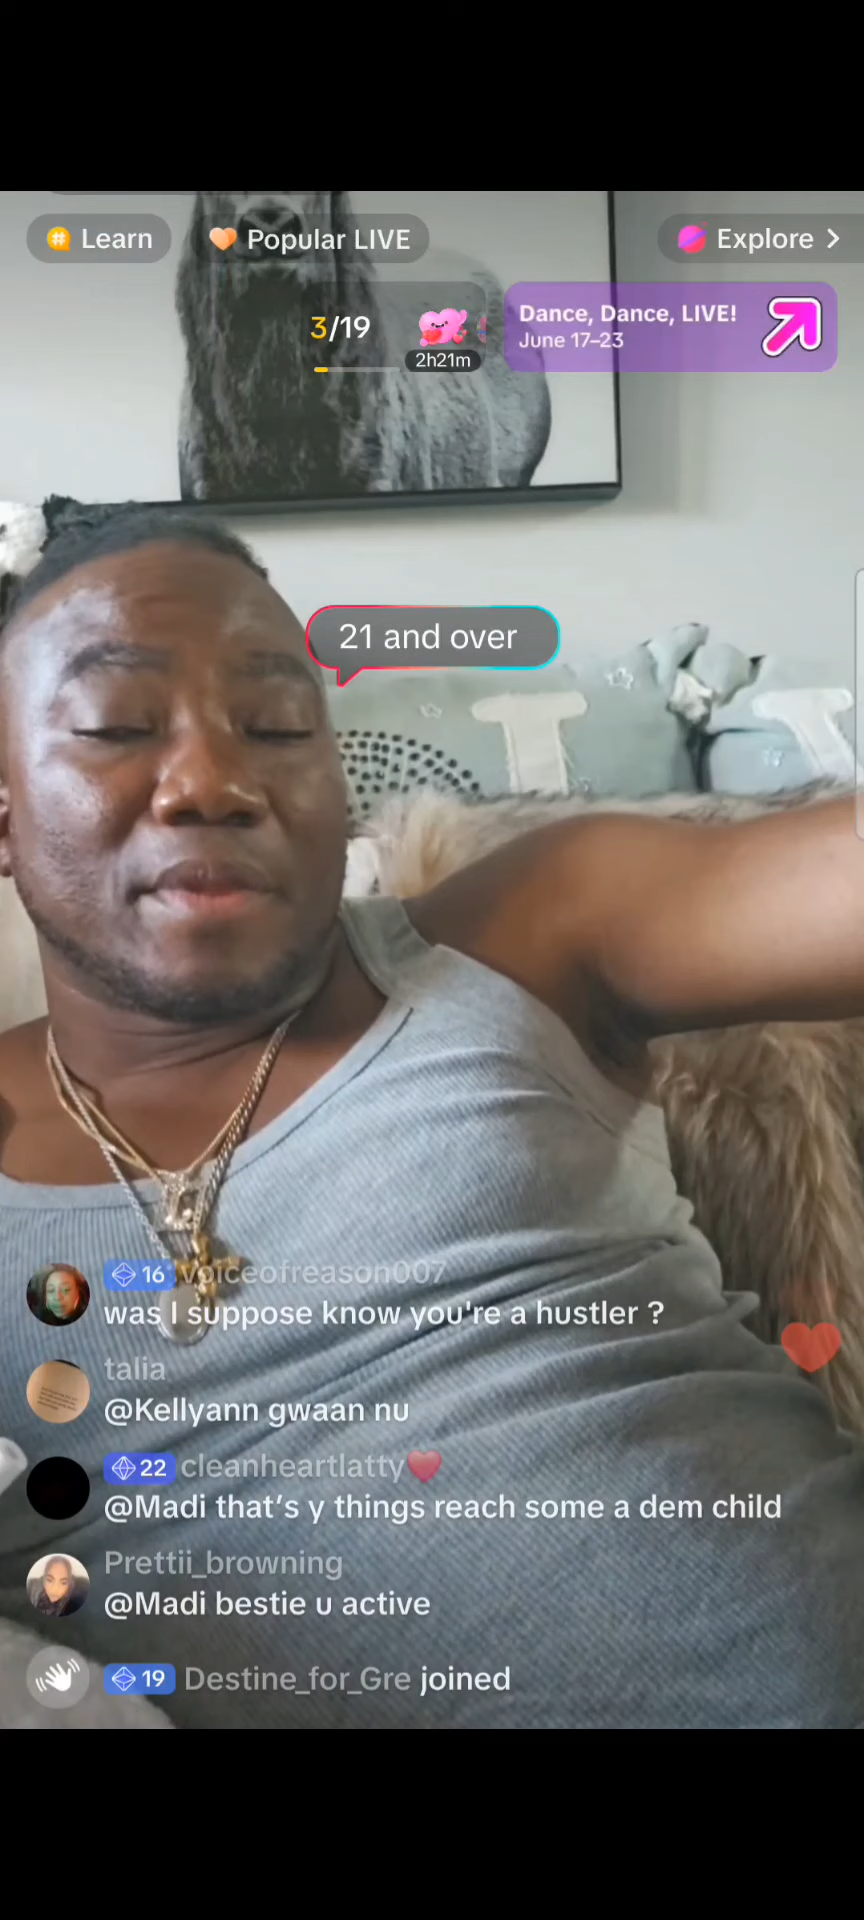 Learn
Popular LIVE
Explore >
3/19
2h21m
Dance, Dance, LIVE!
June 17–23
21 and over
16 voiceofreason007
was I suppose know you're a hustler ?
talia
@Kellyann gwaan nu
22 cleanheartlatty❤️
@Madi that's y things reach some a dem child
Prettii_browning
@Madi bestie u active
19 Destine_for_Gre joined